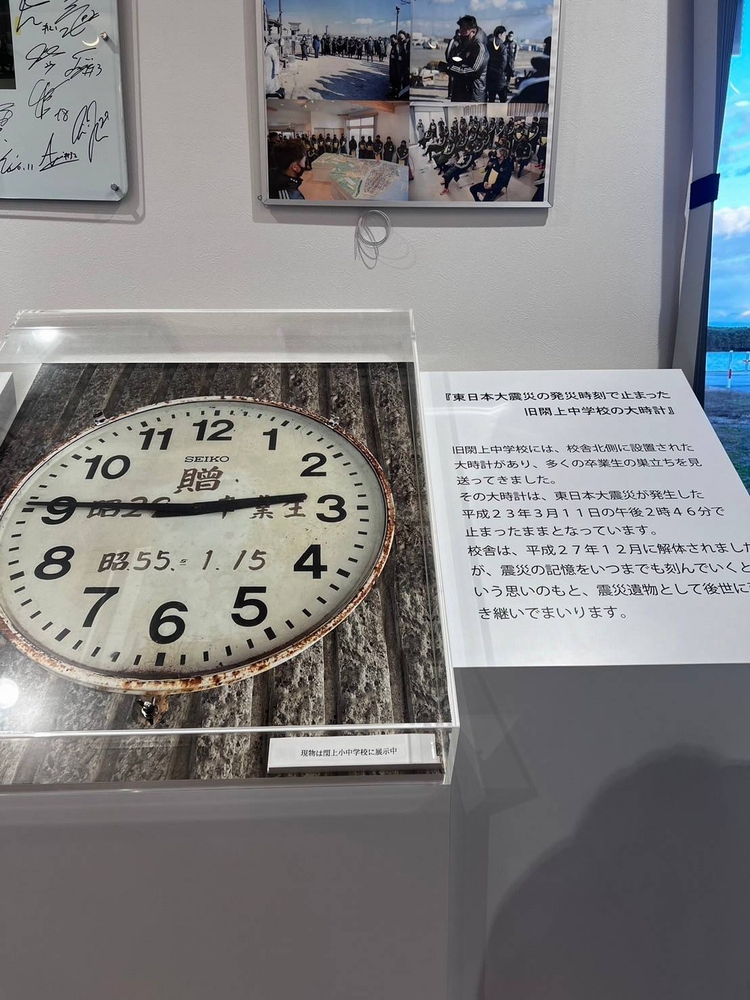 『東日本大震災の発災時刻で止まった
旧閖上中学校の大時計』
旧閖上中学校には、校舎北側に設置された
大時計があり、多くの卒業生の巣立ちを見
送ってきました。
その大時計は、東日本大震災が発生した
平成23年3月11日の午後2時46分で
止まったままとなっています。
校舎は、平成27年12月に解体されまし
が、震災の記憶をいつまでも刻んでいくと
いう思いのもと、震災遺物として後世に
き継いでまいります。
12
11 1
10 2
SEIKO
贈
9 昭26 卒業生 3
8 4
昭55. 1.15
7 5
6
現物は閖上小中学校に展示中